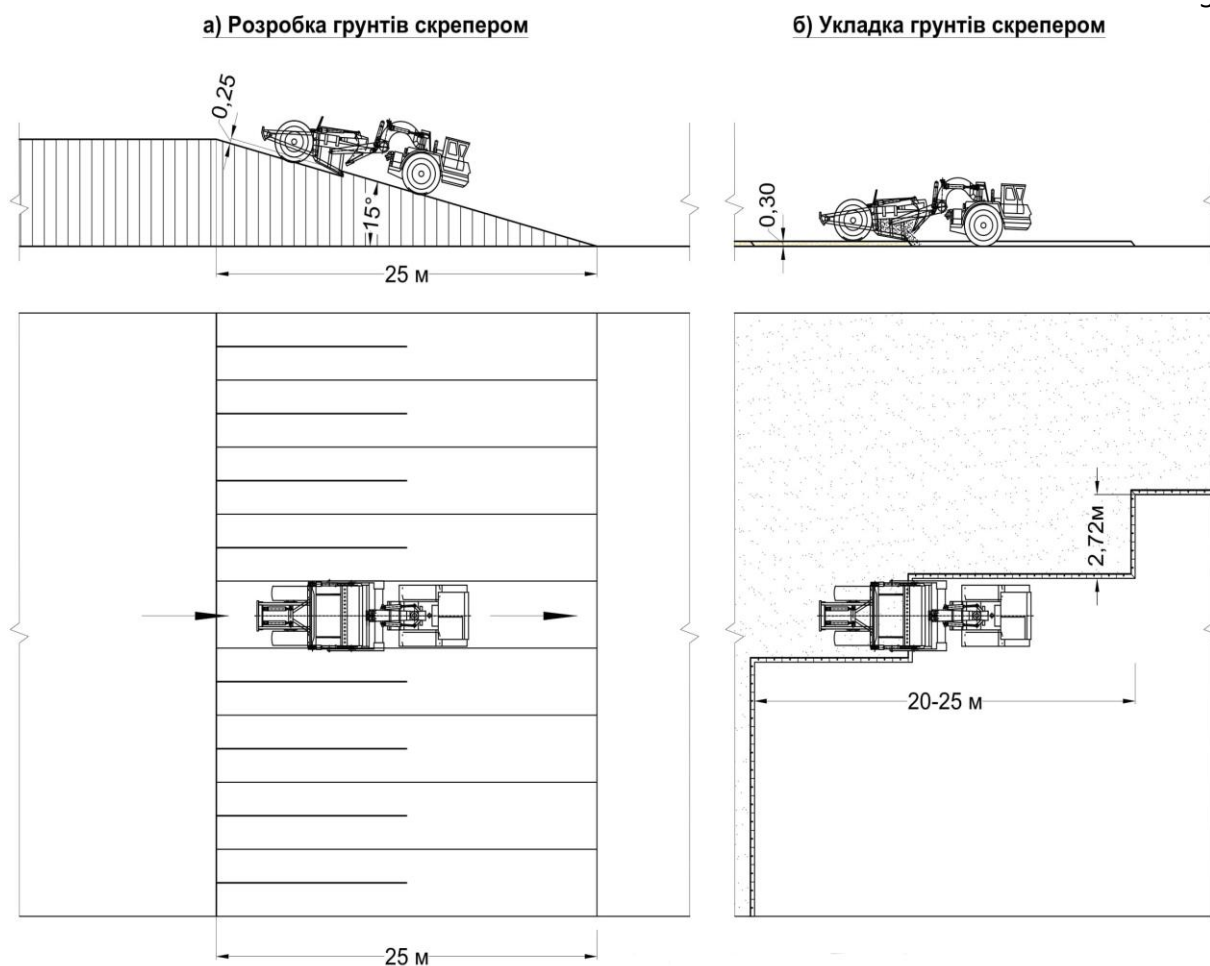 а) Розробка грунтів скрепером
б) Укладка грунтів скрепером
0,25
15°
25 м
0,30
2,72м
20-25 м
25 м